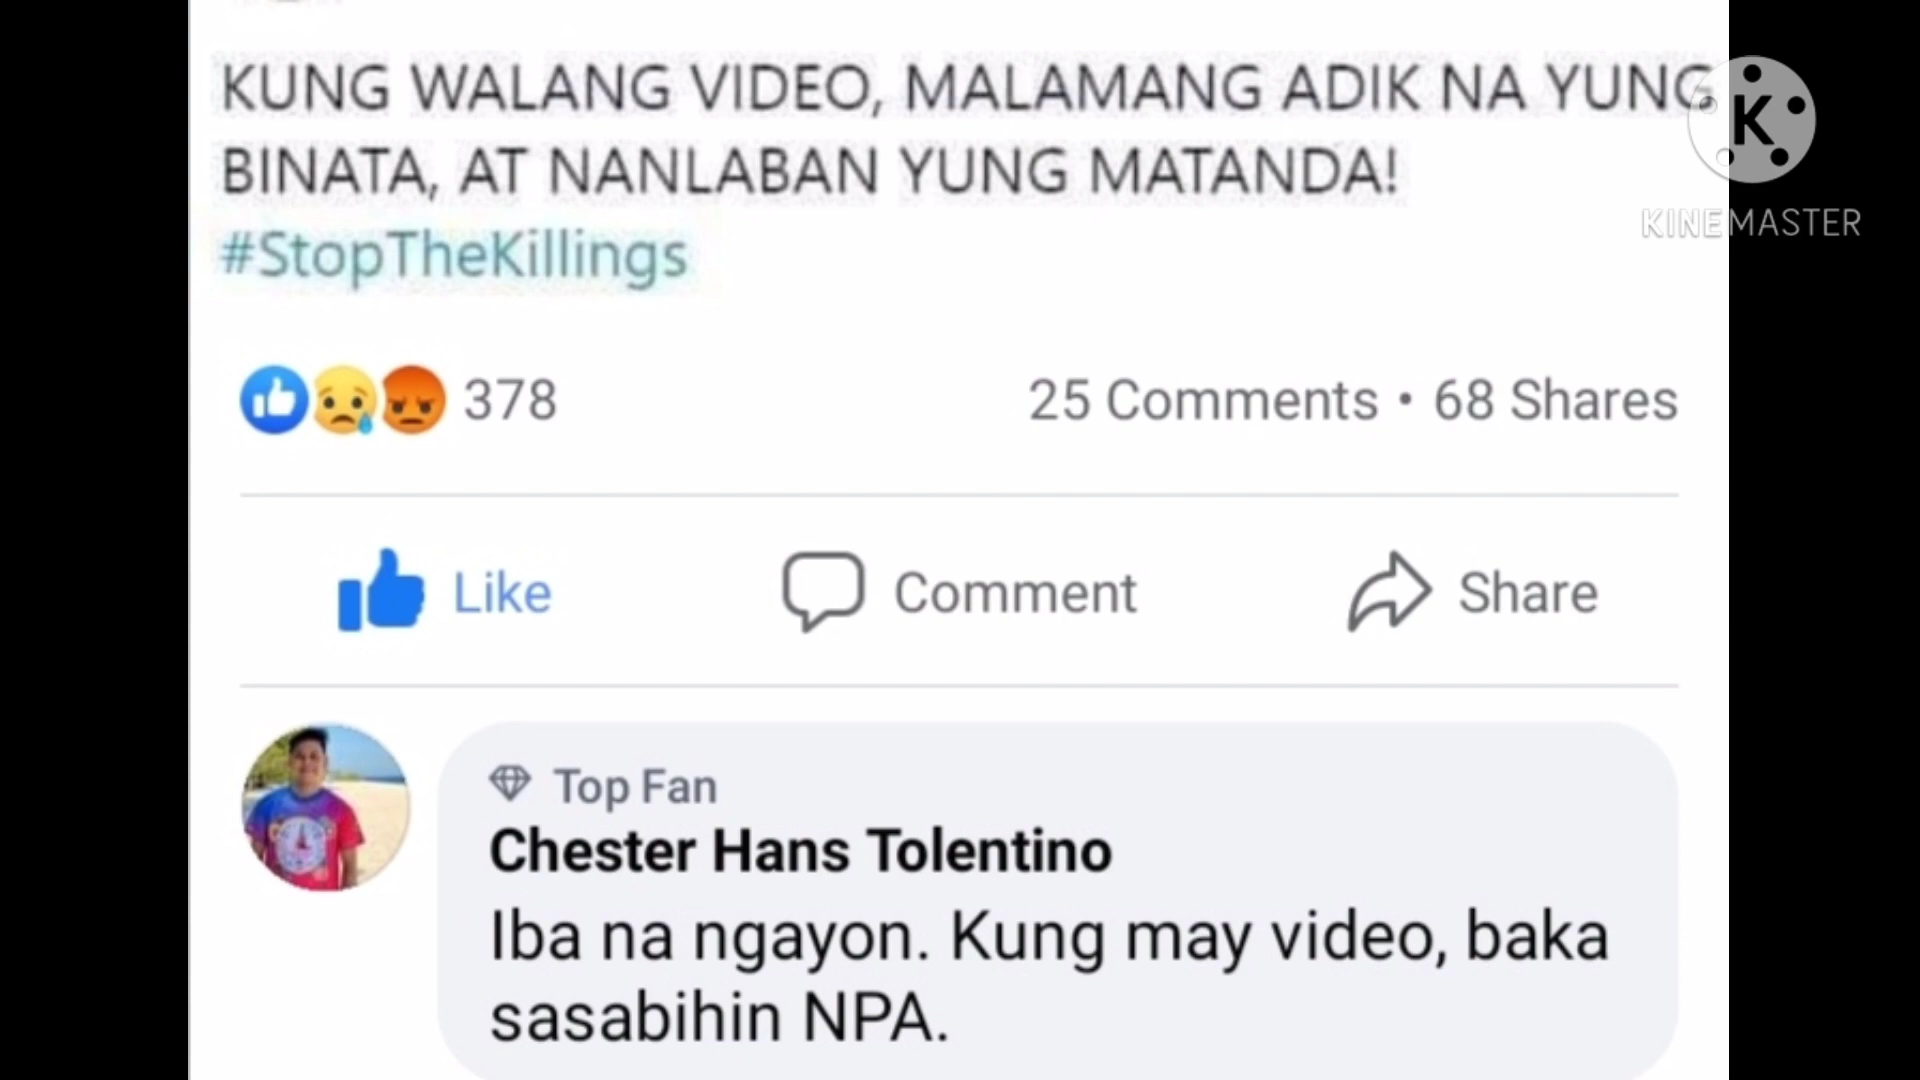 KUNG WALANG VIDEO, MALAMANG ADIK NA YUNG
BINATA, AT NANLABAN YUNG MATANDA!
#StopTheKillings
K
KINEMASTER
378
25 Comments • 68 Shares
Like
Comment
Share
Top Fan
Chester Hans Tolentino
Iba na ngayon. Kung may video, baka
sasabihin NPA.